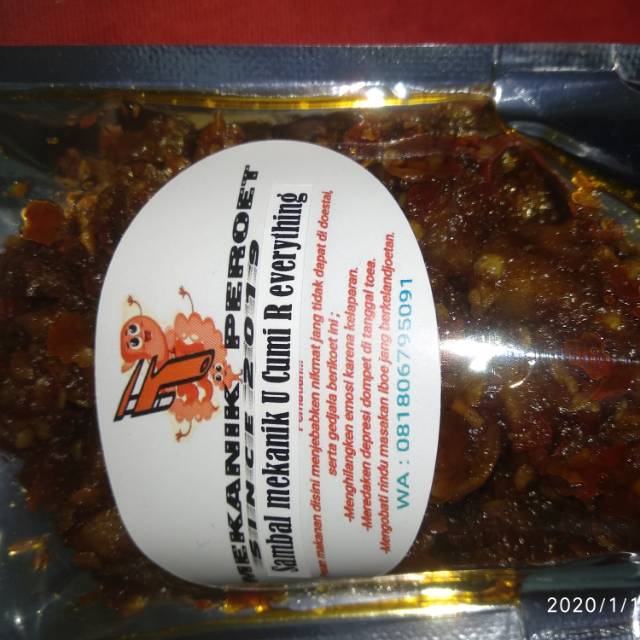 MEKANIK PEROET
SINCE 2019
Sambal mekanik U Cumi R everything
makanan disini menjebabken nikmat jang tidak dapat di doestai,
serta gedjala berikoet ini ;
-Menghilangken emosi karena kelaparan.
-Meredaken depresi dompet di tanggal toea.
-Mengobati rindu masakan Iboe jang berkelandjoetan.
WA : 081806795091
2020/1/1